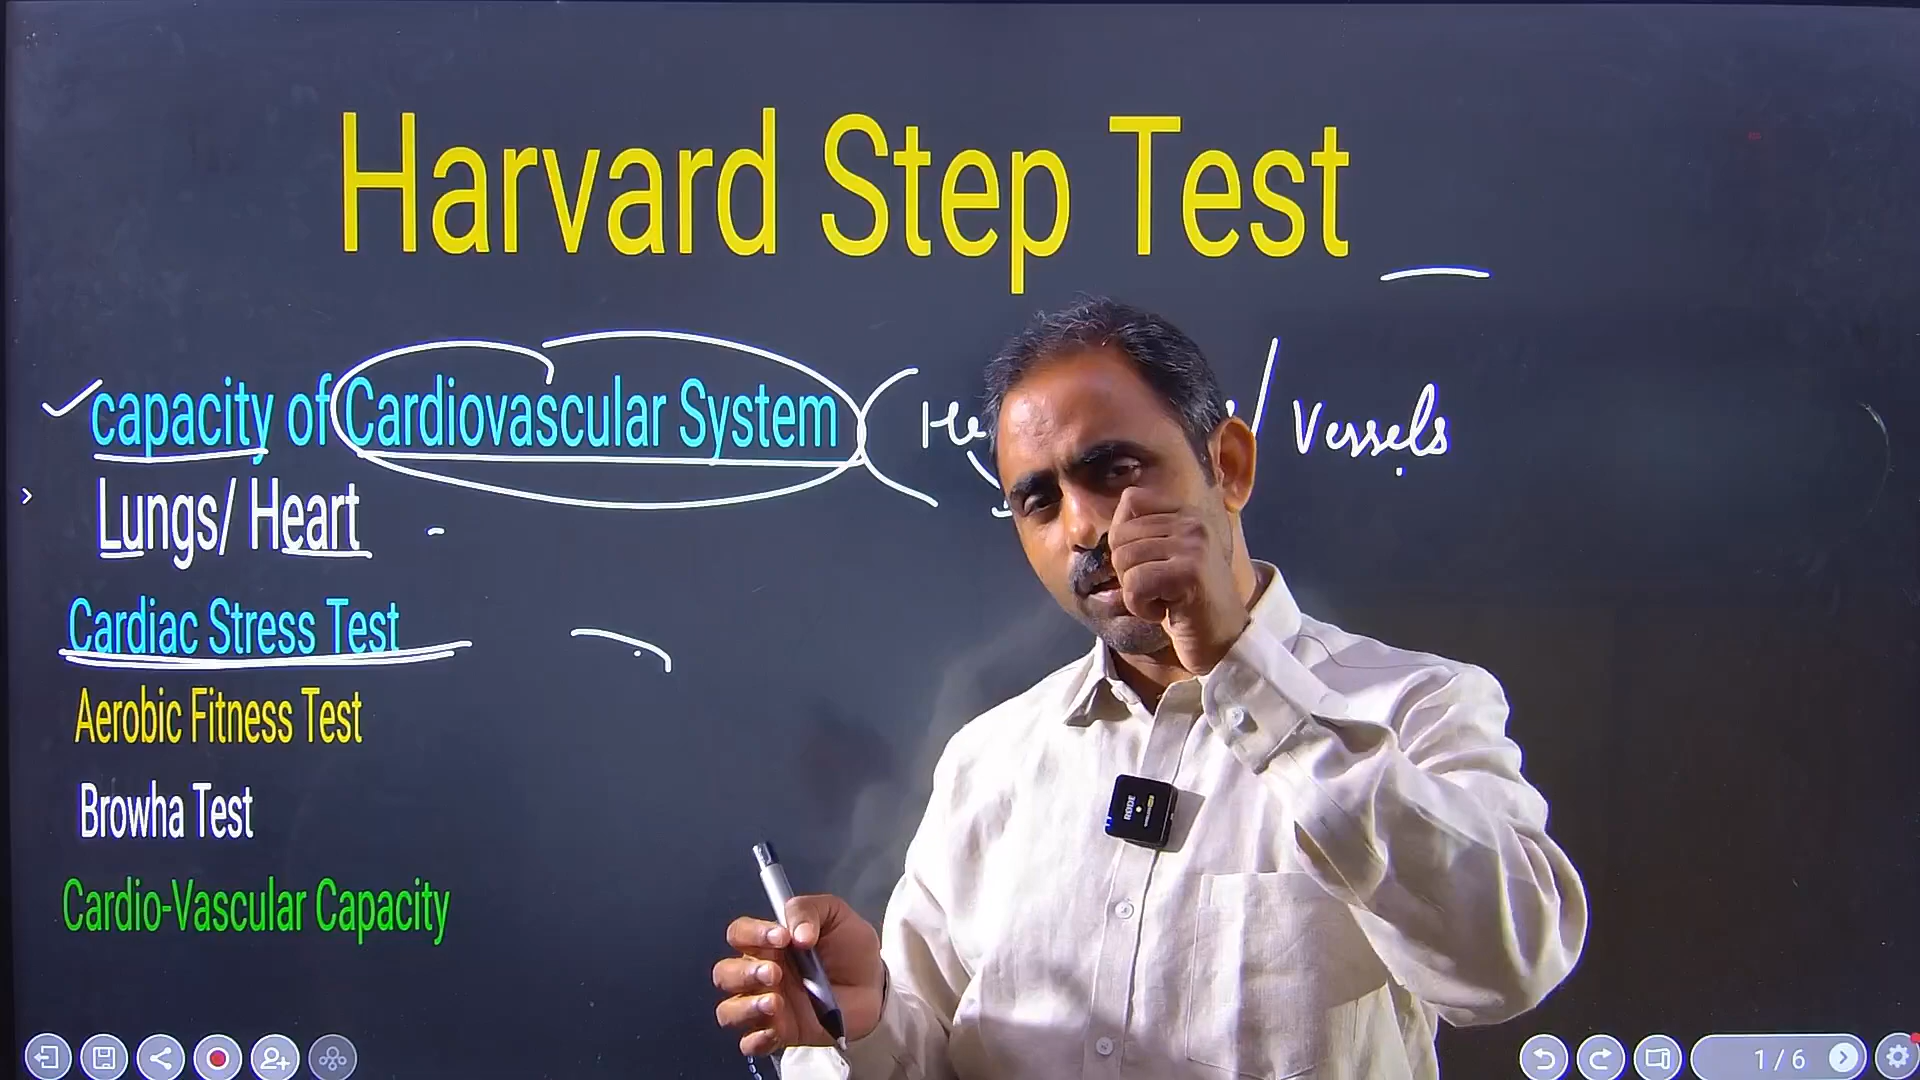 Harvard Step Test
capacity of Cardiovascular System ( / Vessels
Lungs/ Heart
Cardiac Stress Test
Aerobic Fitness Test
Browha Test
Cardio-Vascular Capacity
RØDE
1 / 6